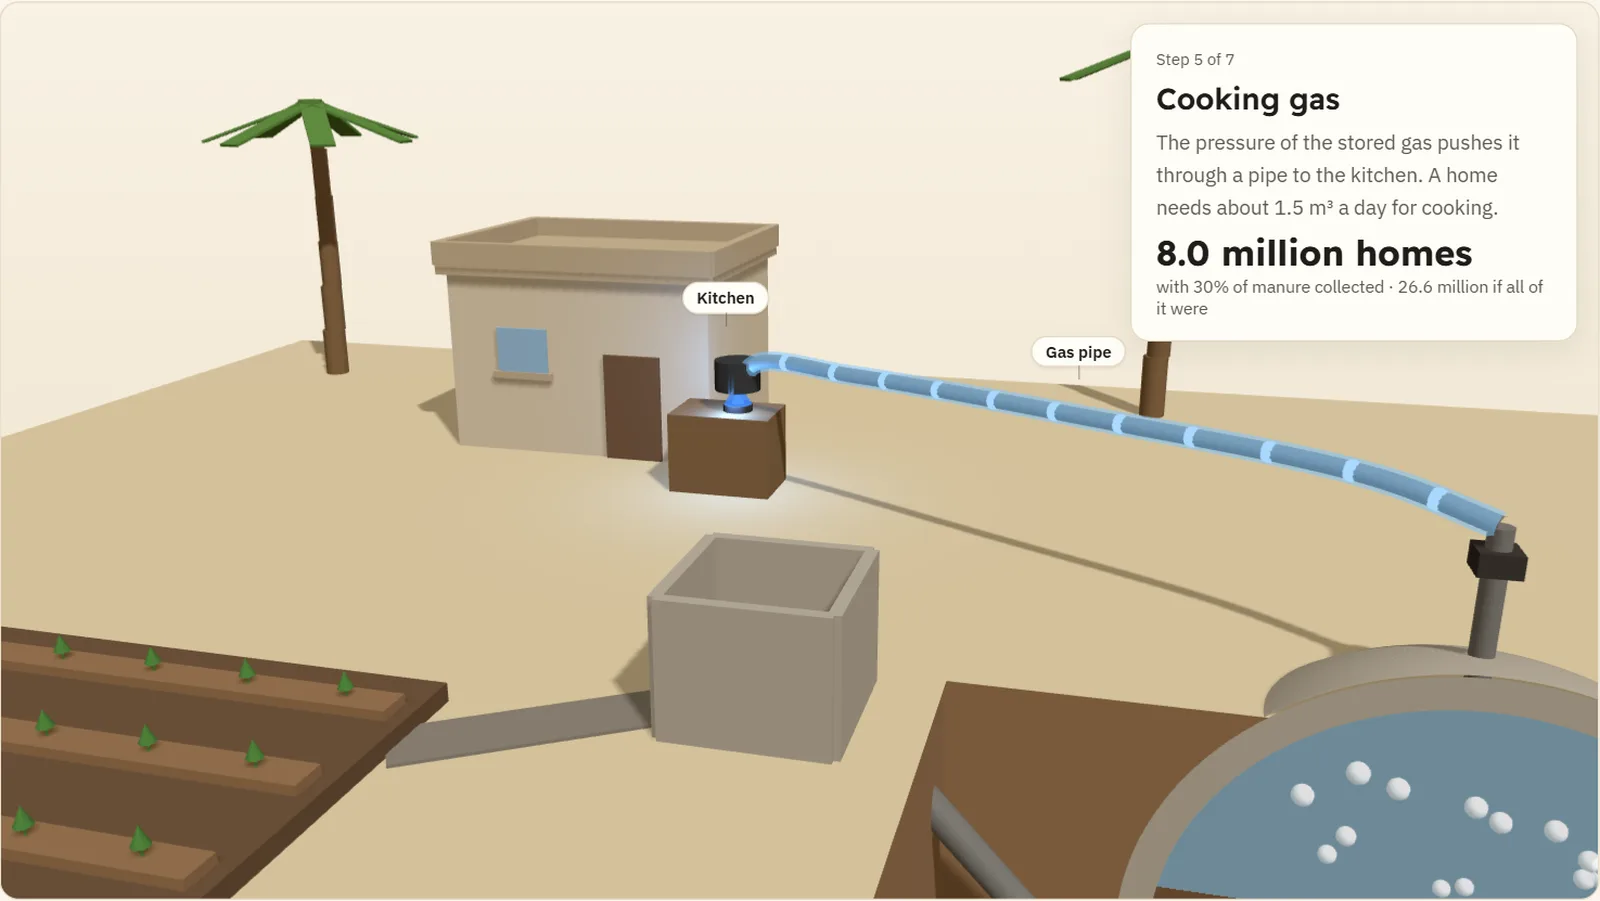 Step 5 of 7
Cooking gas
The pressure of the stored gas pushes it
through a pipe to the kitchen. A home
needs about 1.5 m³ a day for cooking.
8.0 million homes
with 30% of manure collected · 26.6 million if all of
it were
Kitchen
Gas pipe